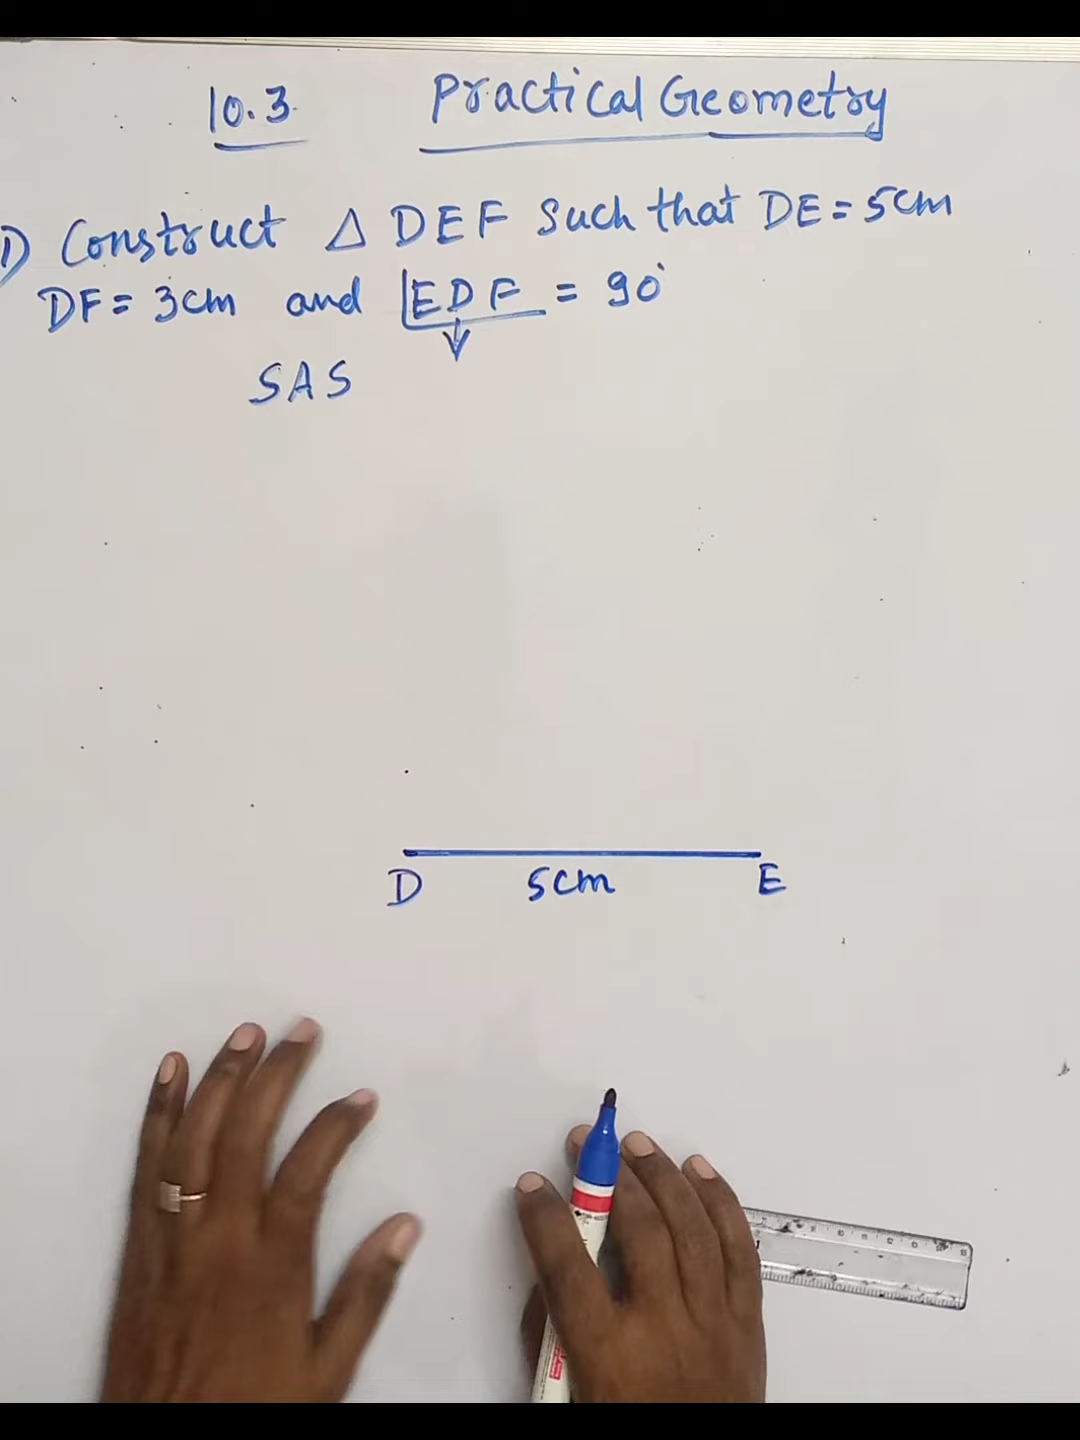 10.3. Practical Geometry
1) Construct △ DEF Such that DE = 5cm
DF = 3cm and ∠EDF = 90°
SAS
D 5cm E